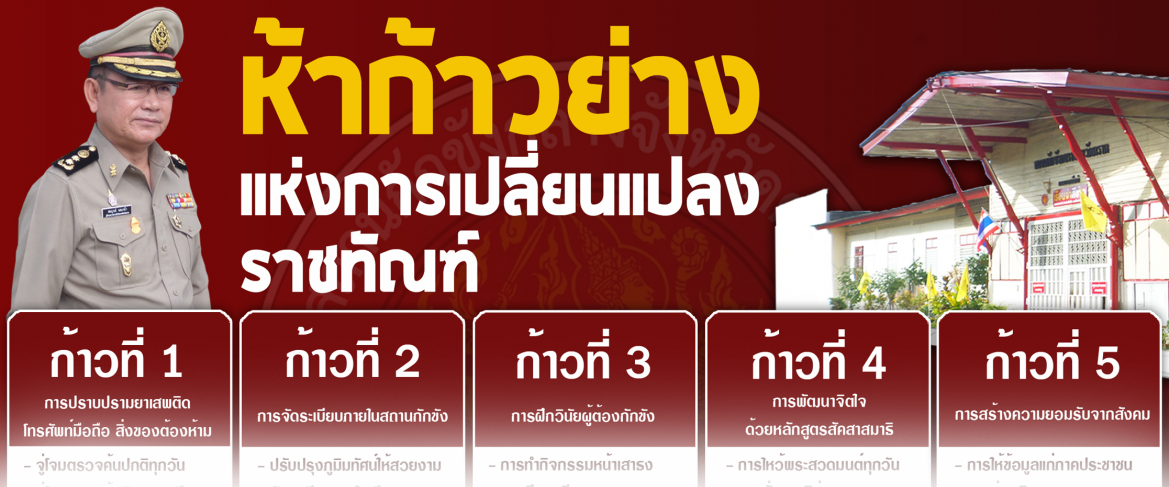 ห้าก้าวย่าง
แห่งการเปลี่ยนแปลง
ราชทัณฑ์
ก้าวที่ 1
การปราบปรามยาเสพติด
โทรศัพท์มือถือ สิ่งของต้องห้าม
- จู่โจมตรวจค้นปกติทุกวัน
ก้าวที่ 2
การจัดระเบียบภายในสถานกักขัง
- ปรับปรุงภูมิทัศน์ให้สวยงาม
ก้าวที่ 3
การฝึกวินัยผู้ต้องกักขัง
- การทำกิจกรรมหน้าเสาธง
ก้าวที่ 4
การพัฒนาจิตใจ
ด้วยหลักสูตรสัคสาสมาธิ
- การไหว้พระสวดมนต์ทุกวัน
ก้าวที่ 5
การสร้างความยอมรับจากสังคม
- การให้ข้อมูลแก่ภาคประชาชน